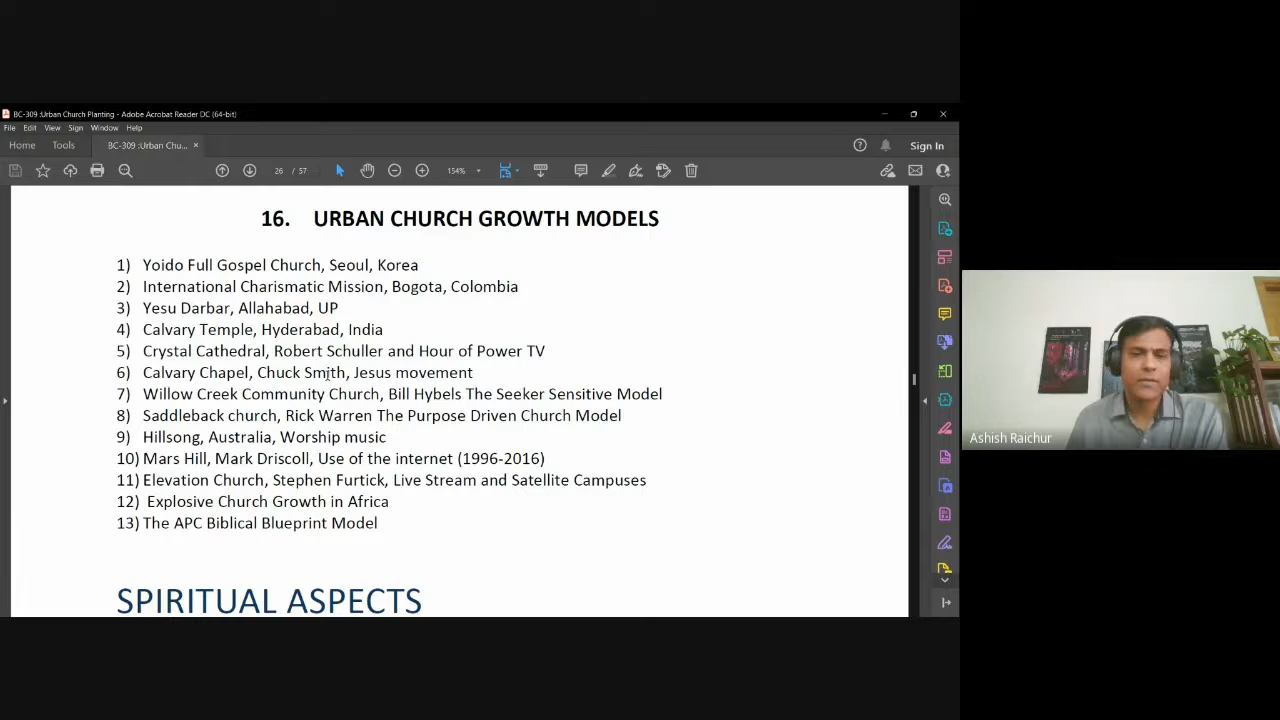 BC-309 :Urban Church Planting - Adobe Acrobat Reader DC (64-bit)
File Edit View Sign Window Help
Home Tools BC-309 :Urban Chu... × Sign In
26 / 57 154%
16. URBAN CHURCH GROWTH MODELS
1) Yoido Full Gospel Church, Seoul, Korea
2) International Charismatic Mission, Bogota, Colombia
3) Yesu Darbar, Allahabad, UP
4) Calvary Temple, Hyderabad, India
5) Crystal Cathedral, Robert Schuller and Hour of Power TV
6) Calvary Chapel, Chuck Smith, Jesus movement
7) Willow Creek Community Church, Bill Hybels The Seeker Sensitive Model
8) Saddleback church, Rick Warren The Purpose Driven Church Model
9) Hillsong, Australia, Worship music
10) Mars Hill, Mark Driscoll, Use of the internet (1996-2016)
11) Elevation Church, Stephen Furtick, Live Stream and Satellite Campuses
12) Explosive Church Growth in Africa
13) The APC Biblical Blueprint Model
SPIRITUAL ASPECTS
Ashish Raichur